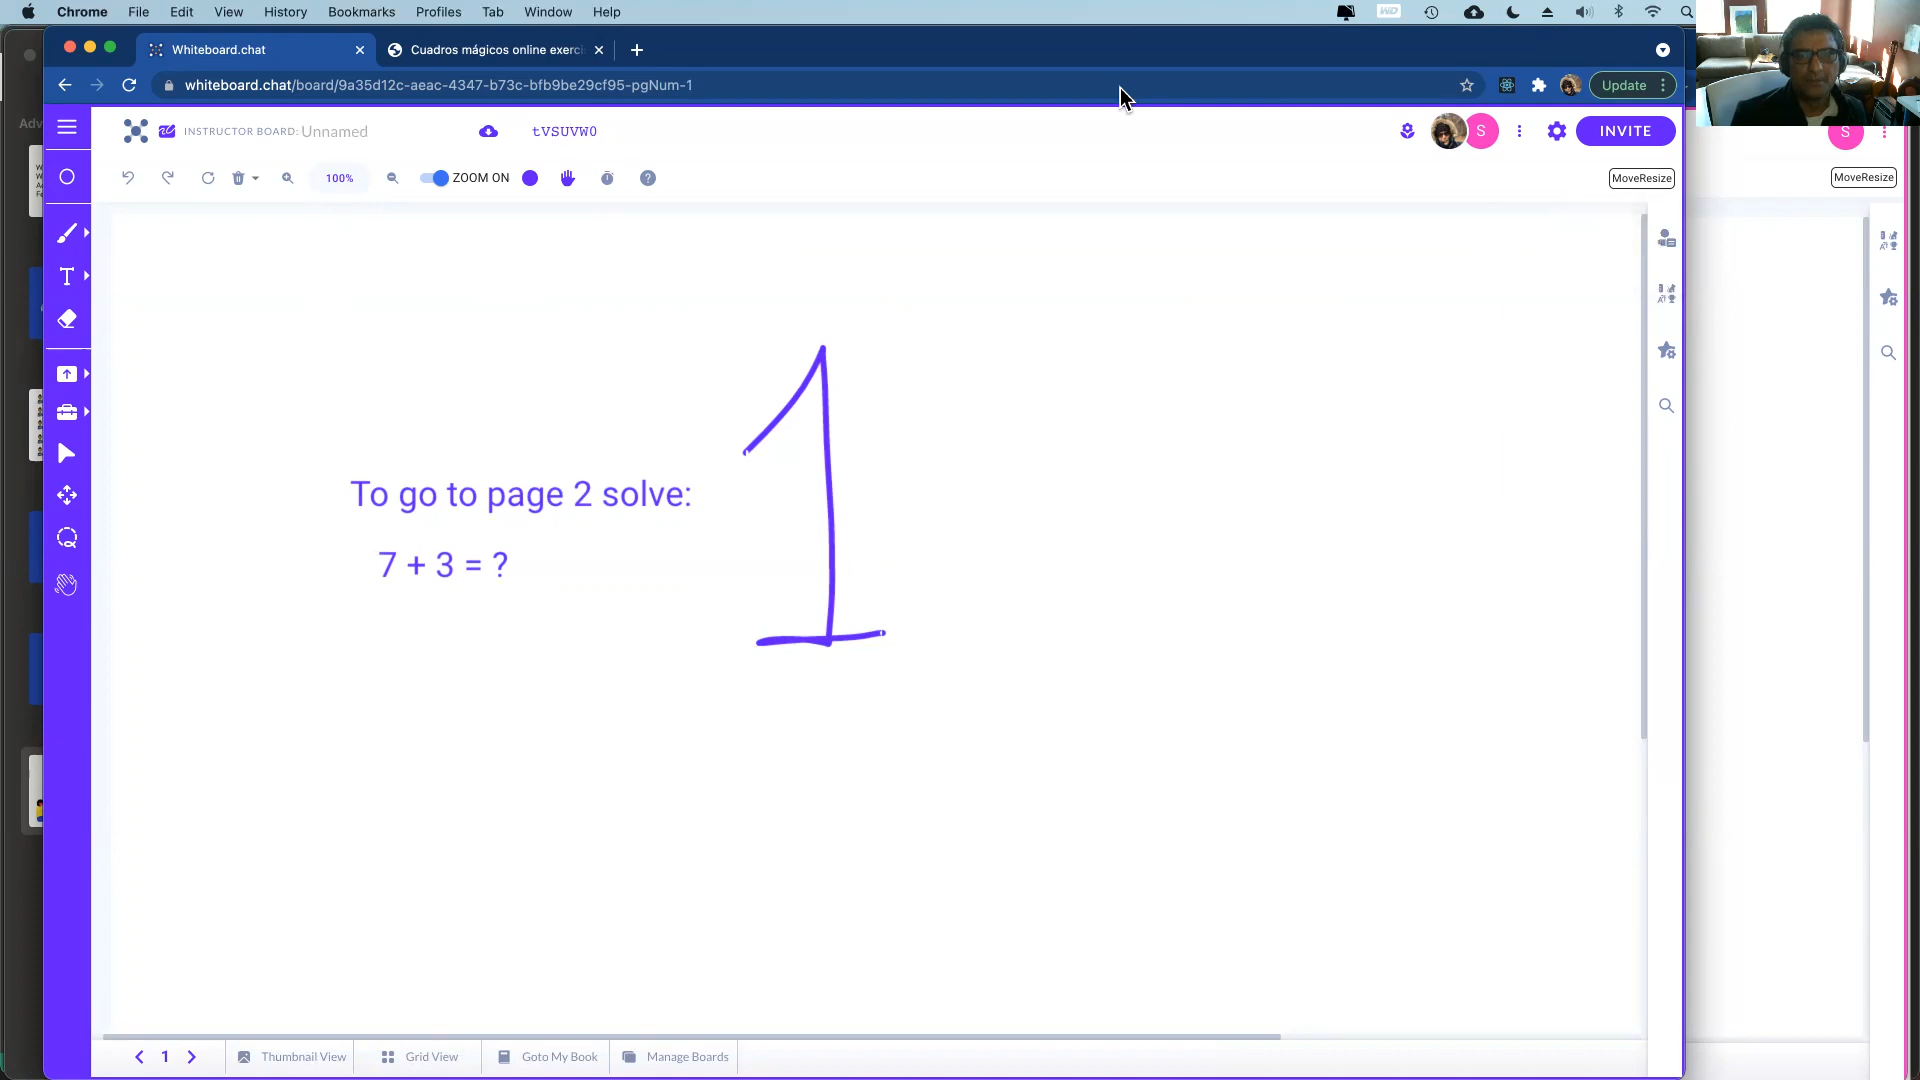 Chrome File Edit View History Bookmarks Profiles Tab Window Help
Whiteboard.chat
Cuadros mágicos online exerci
whiteboard.chat/board/9a35d12c-aeac-4347-b73c-bfb9be29cf95-pgNum-1
Update
INSTRUCTOR BOARD: Unnamed
tVSUVW0
S
INVITE
S
100%
ZOOM ON
MoveResize
MoveResize
1
To go to page 2 solve:
7 + 3 = ?
1
Thumbnail View
Grid View
Goto My Book
Manage Boards